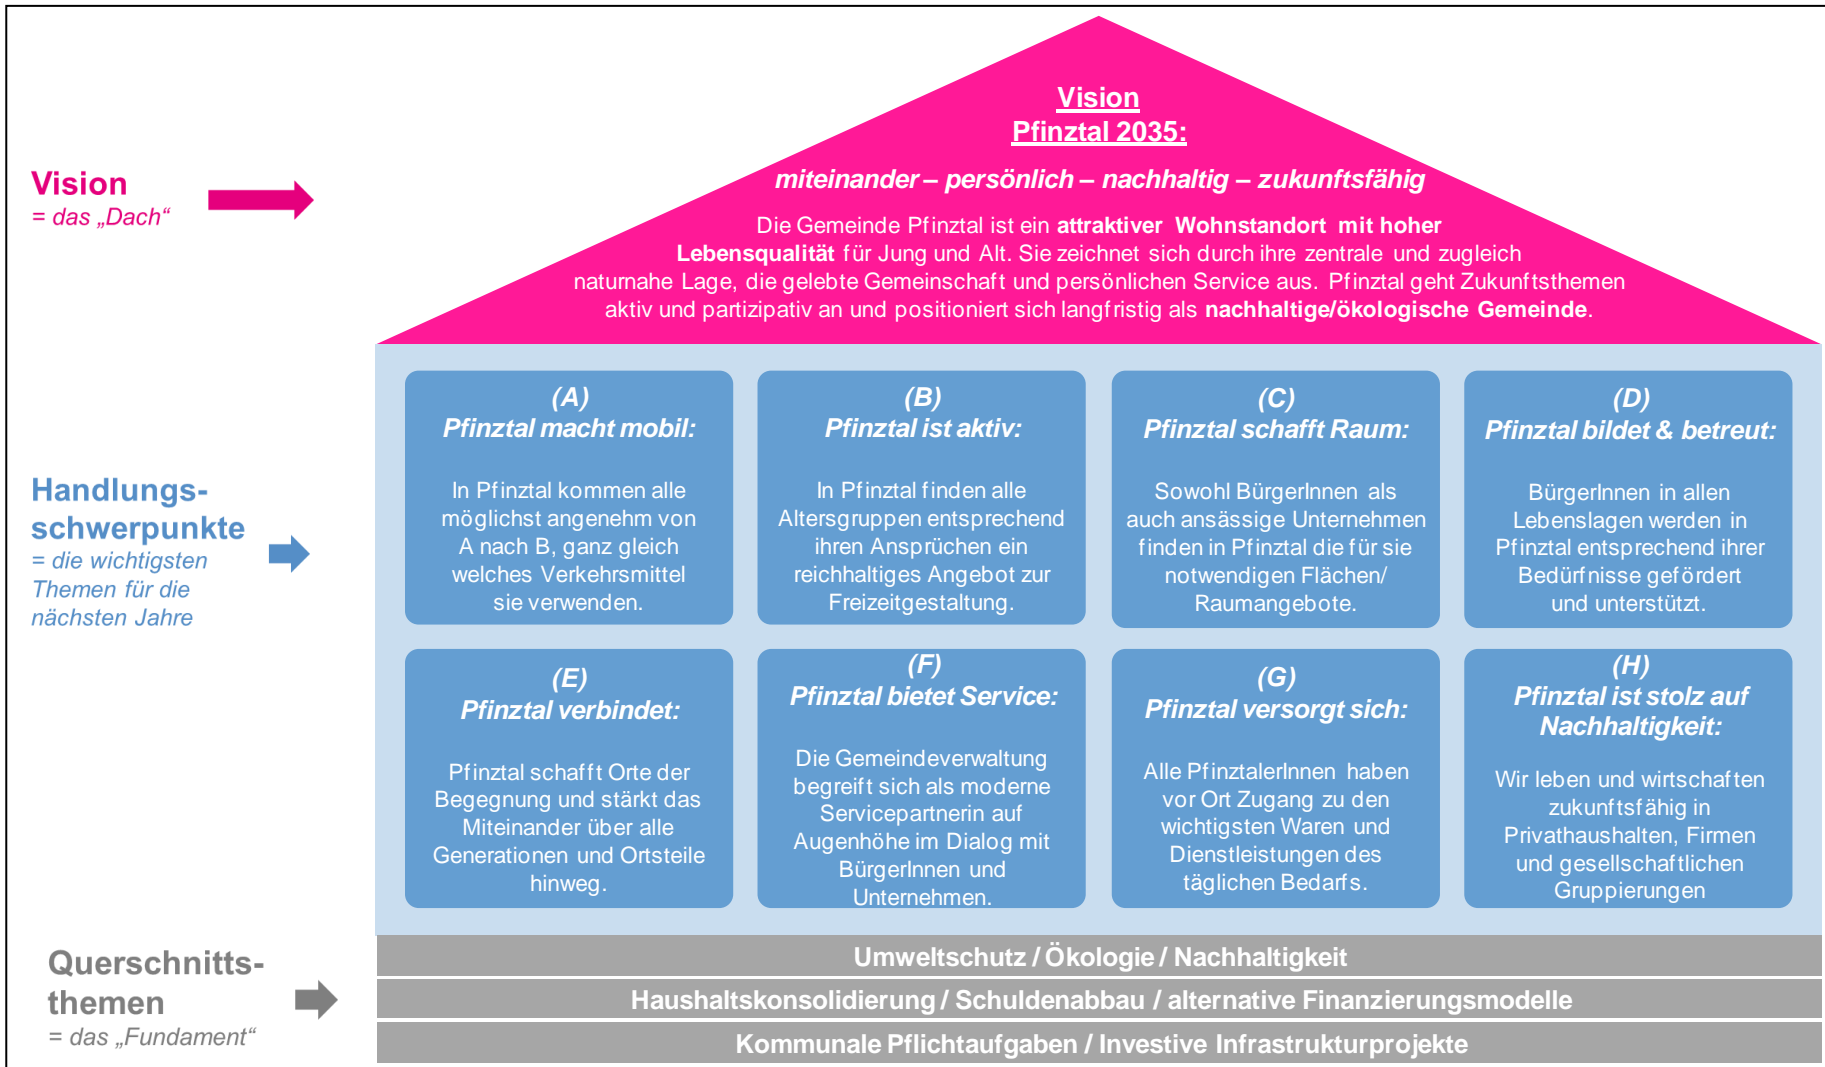 Vision
Pfinztal 2035:
miteinander – persönlich – nachhaltig – zukunftsfähig
Die Gemeinde Pfinztal ist ein attraktiver Wohnstandort mit hoher
Lebensqualität für Jung und Alt. Sie zeichnet sich durch ihre zentrale und zugleich
naturnahe Lage, die gelebte Gemeinschaft und persönlichen Service aus. Pfinztal geht Zukunftsthemen
aktiv und partizipativ an und positioniert sich langfristig als nachhaltige/ökologische Gemeinde.
Vision
= das „Dach“
Handlungs-
schwerpunkte
= die wichtigsten
Themen für die
nächsten Jahre
(A)
Pfinztal macht mobil:
In Pfinztal kommen alle
möglichst angenehm von
A nach B, ganz gleich
welches Verkehrsmittel
sie verwenden.
(B)
Pfinztal ist aktiv:
In Pfinztal finden alle
Altersgruppen entsprechend
ihren Ansprüchen ein
reichhaltiges Angebot zur
Freizeitgestaltung.
(C)
Pfinztal schafft Raum:
Sowohl BürgerInnen als
auch ansässige Unternehmen
finden in Pfinztal die für sie
notwendigen Flächen/
Raumangebote.
(D)
Pfinztal bildet & betreut:
BürgerInnen in allen
Lebenslagen werden in
Pfinztal entsprechend ihrer
Bedürfnisse gefördert
und unterstützt.
(E)
Pfinztal verbindet:
Pfinztal schafft Orte der
Begegnung und stärkt das
Miteinander über alle
Generationen und Ortsteile
hinweg.
(F)
Pfinztal bietet Service:
Die Gemeindeverwaltung
begreift sich als moderne
Servicepartnerin auf
Augenhöhe im Dialog mit
BürgerInnen und
Unternehmen.
(G)
Pfinztal versorgt sich:
Alle PfinztalerInnen haben
vor Ort Zugang zu den
wichtigsten Waren und
Dienstleistungen des
täglichen Bedarfs.
(H)
Pfinztal ist stolz auf
Nachhaltigkeit:
Wir leben und wirtschaften
zukunftsfähig in
Privathaushalten, Firmen
und gesellschaftlichen
Gruppierungen
Querschnitts-
themen
= das „Fundament“
Umweltschutz / Ökologie / Nachhaltigkeit
Haushaltskonsolidierung / Schuldenabbau / alternative Finanzierungsmodelle
Kommunale Pflichtaufgaben / Investive Infrastrukturprojekte